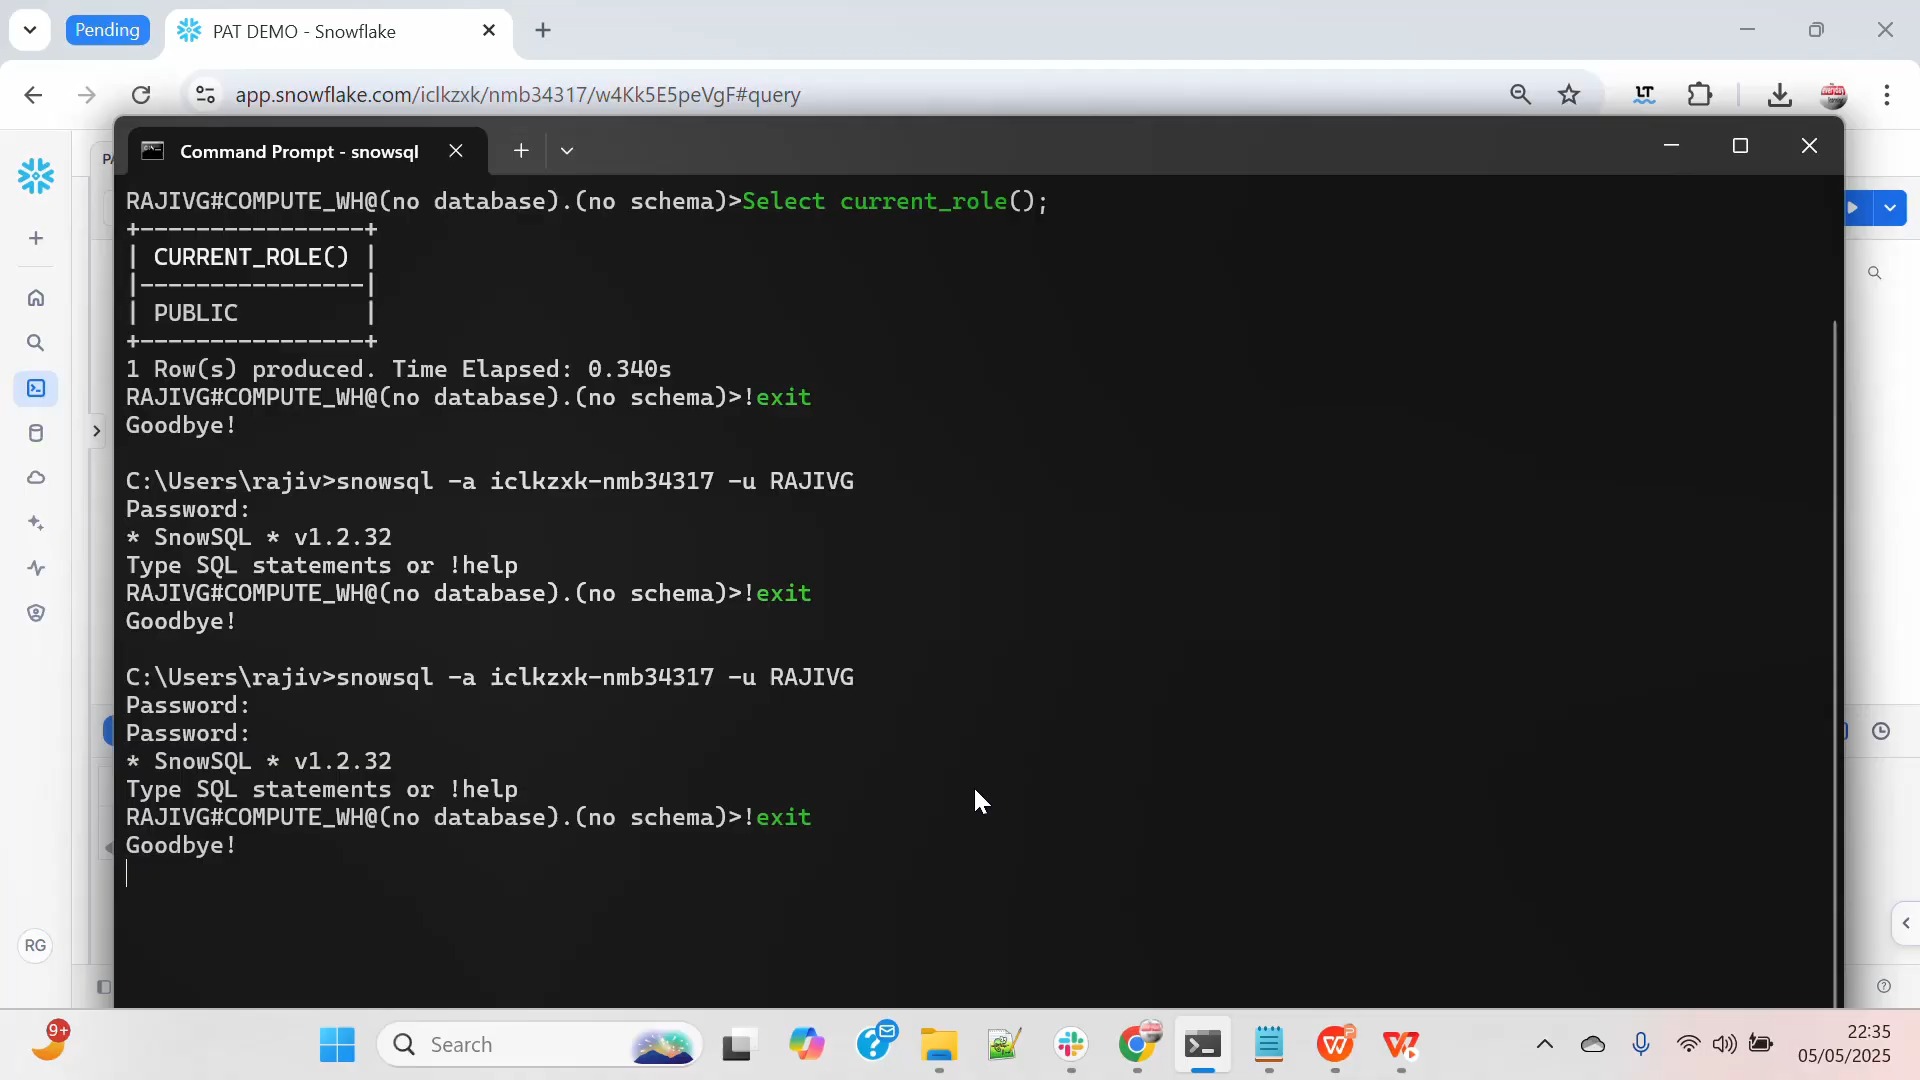 Pending
PAT DEMO - Snowflake
app.snowflake.com/iclkzxk/nmb34317/w4Kk5E5peVgF#query
LT
Command Prompt - snowsql
RAJIVG#COMPUTE_WH@(no database).(no schema)>Select current_role();
+----------------+
| CURRENT_ROLE() |
|----------------|
| PUBLIC         |
+----------------+
1 Row(s) produced. Time Elapsed: 0.340s
RAJIVG#COMPUTE_WH@(no database).(no schema)>!exit
Goodbye!
C:\Users\rajiv>snowsql -a iclkzxk-nmb34317 -u RAJIVG
Password:
* SnowSQL * v1.2.32
Type SQL statements or !help
RAJIVG#COMPUTE_WH@(no database).(no schema)>!exit
Goodbye!
C:\Users\rajiv>snowsql -a iclkzxk-nmb34317 -u RAJIVG
Password:
Password:
* SnowSQL * v1.2.32
Type SQL statements or !help
RAJIVG#COMPUTE_WH@(no database).(no schema)>!exit
Goodbye!
RG
9+
Search
22:35
05/05/2025